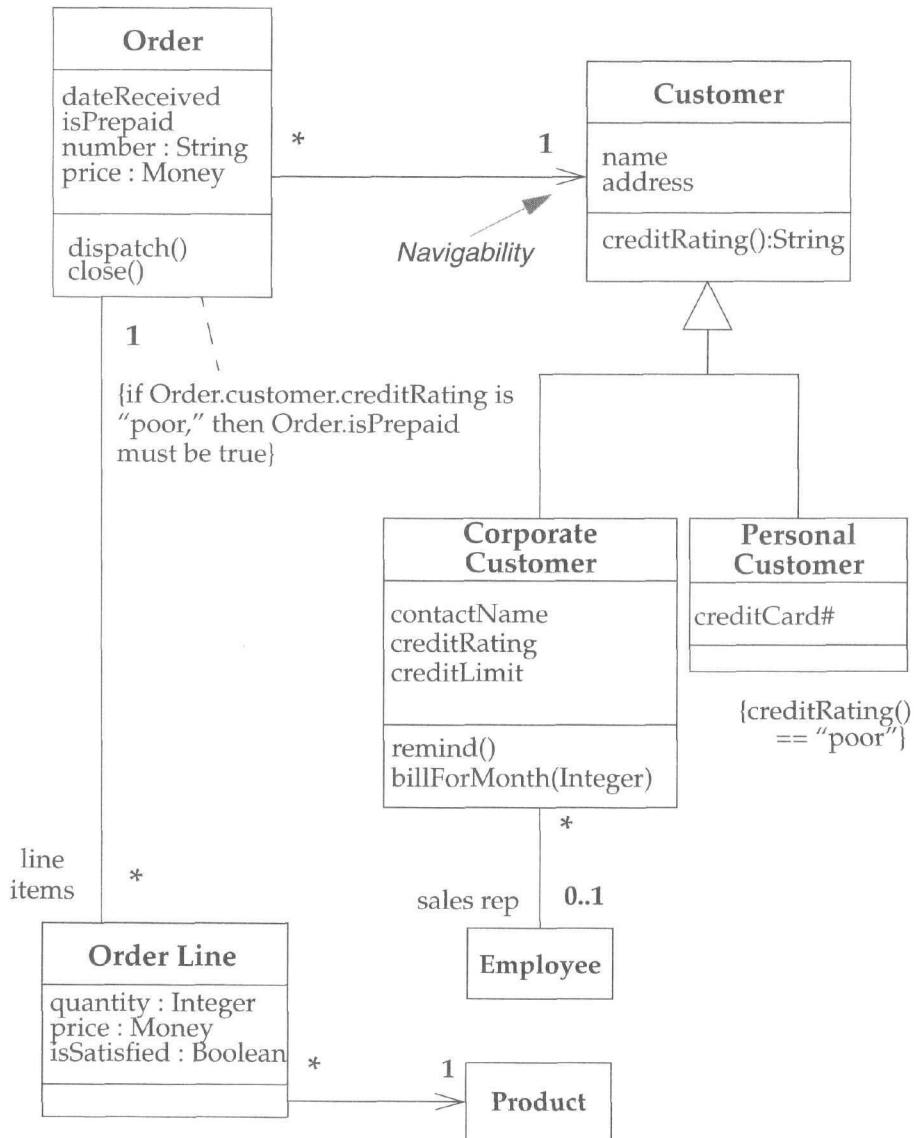 Order
dateReceived
isPrepaid
number : String
price : Money
dispatch()
close()
*
1
Navigability
Customer
name
address
creditRating():String
1
{if Order.customer.creditRating is
“poor,” then Order.isPrepaid
must be true}
Corporate
Customer
contactName
creditRating
creditLimit
remind()
billForMonth(Integer)
Personal
Customer
creditCard#
{creditRating()
== “poor”}
*
sales rep
0..1
Employee
line
items
*
Order Line
quantity : Integer
price : Money
isSatisfied : Boolean
*
1
Product